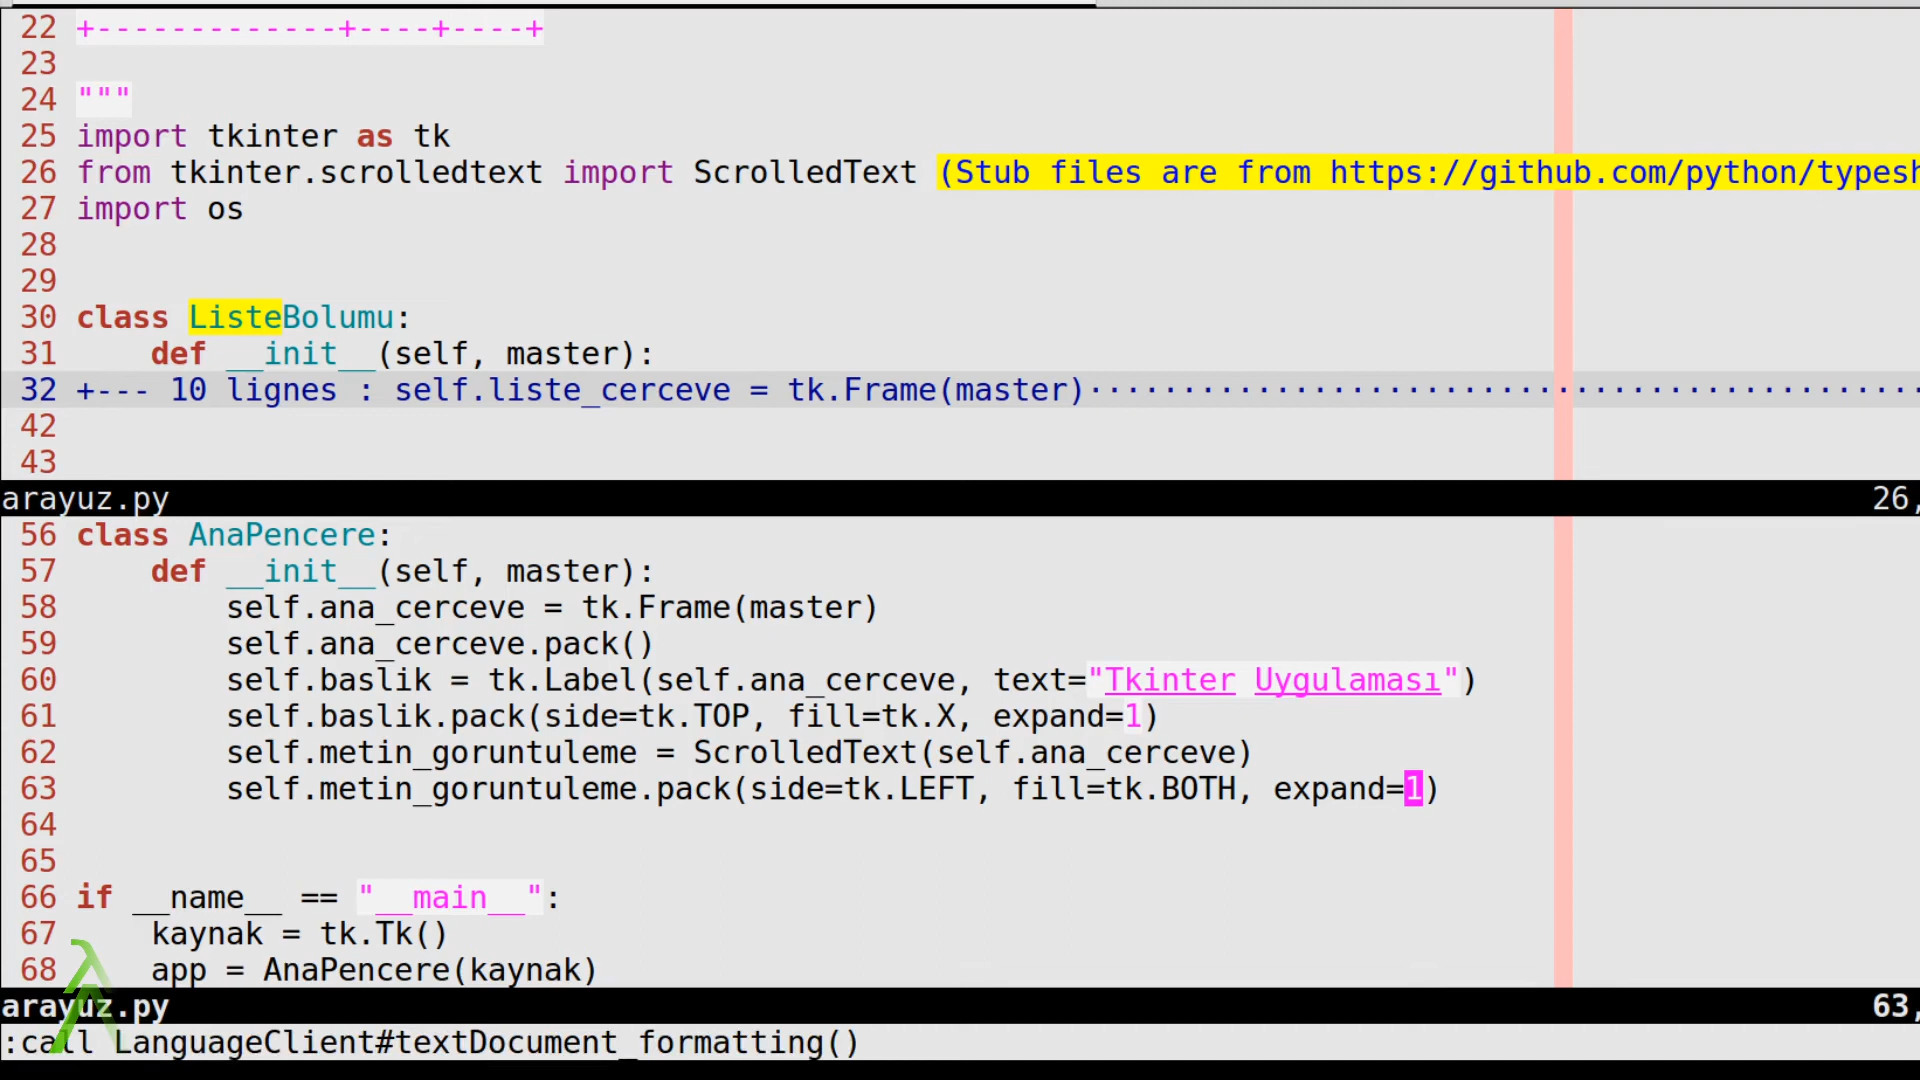 22 +-------------+----+----+
23
24 """
25 import tkinter as tk
26 from tkinter.scrolledtext import ScrolledText (Stub files are from https://github.com/python/typesh
27 import os
28
29
30 class ListeBolumu:
31     def __init__(self, master):
32 +--- 10 lignes : self.liste_cerceve = tk.Frame(master)·············································
42
43
arayuz.py 26,
56 class AnaPencere:
57     def __init__(self, master):
58         self.ana_cerceve = tk.Frame(master)
59         self.ana_cerceve.pack()
60         self.baslik = tk.Label(self.ana_cerceve, text="Tkinter Uygulaması")
61         self.baslik.pack(side=tk.TOP, fill=tk.X, expand=1)
62         self.metin_goruntuleme = ScrolledText(self.ana_cerceve)
63         self.metin_goruntuleme.pack(side=tk.LEFT, fill=tk.BOTH, expand=1)
64
65
66 if __name__ == "__main__":
67     kaynak = tk.Tk()
68     app = AnaPencere(kaynak)
arayuz.py 63,
:call LanguageClient#textDocument_formatting()